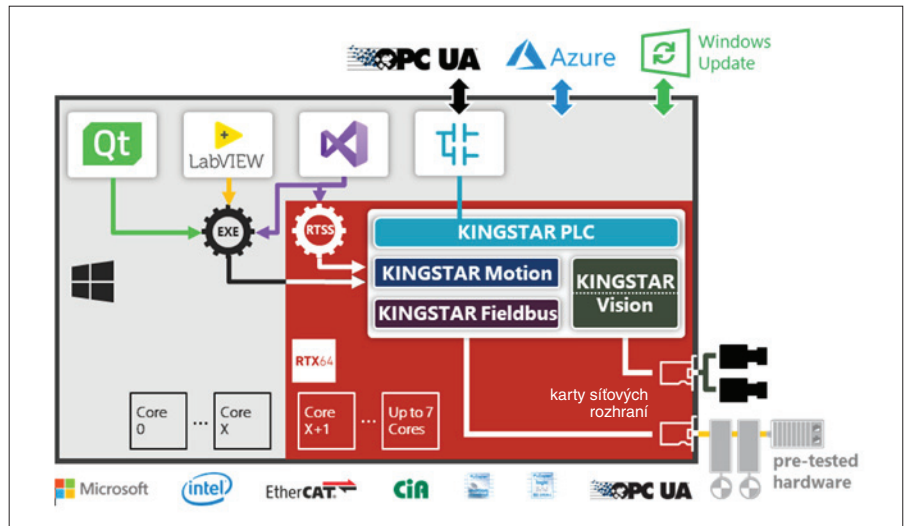 OPC UA
Azure
Windows
Update
Qt
LabVIEW
EXE
RTSS
KINGSTAR PLC
KINGSTAR Motion
KINGSTAR Fieldbus
KINGSTAR
Vision
RTX64
karty síťových
rozhraní
Core
0
...
Core
X
Core
X+1
...
Up to 7
Cores
pre-tested
hardware
Microsoft
intel
EtherCAT
CiA
OPC UA